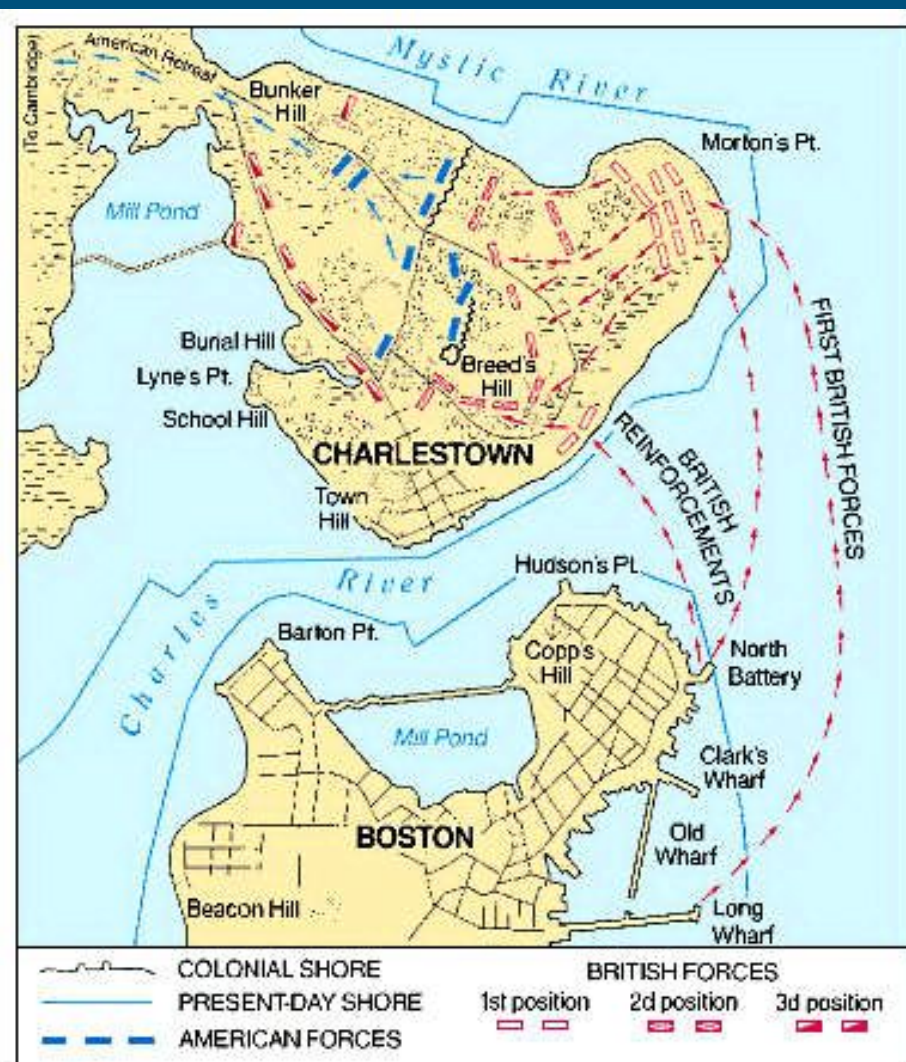 (To Cambridge)
American Retreat
Bunker
Hill
Mystic River
Morton's Pt.
Mill Pond
Burial Hill
Lyne's Pt.
School Hill
Breed's
Hill
CHARLESTOWN
Town
Hill
FIRST BRITISH FORCES
BRITISH
REINFORCEMENTS
Charles River
Hudson's Pt.
Barton Pt.
Copp's
Hill
North
Battery
Mill Pond
Clark's
Wharf
BOSTON
Old
Wharf
Beacon Hill
Long
Wharf
COLONIAL SHORE
PRESENT-DAY SHORE
AMERICAN FORCES
BRITISH FORCES
1st position
2d position
3d position